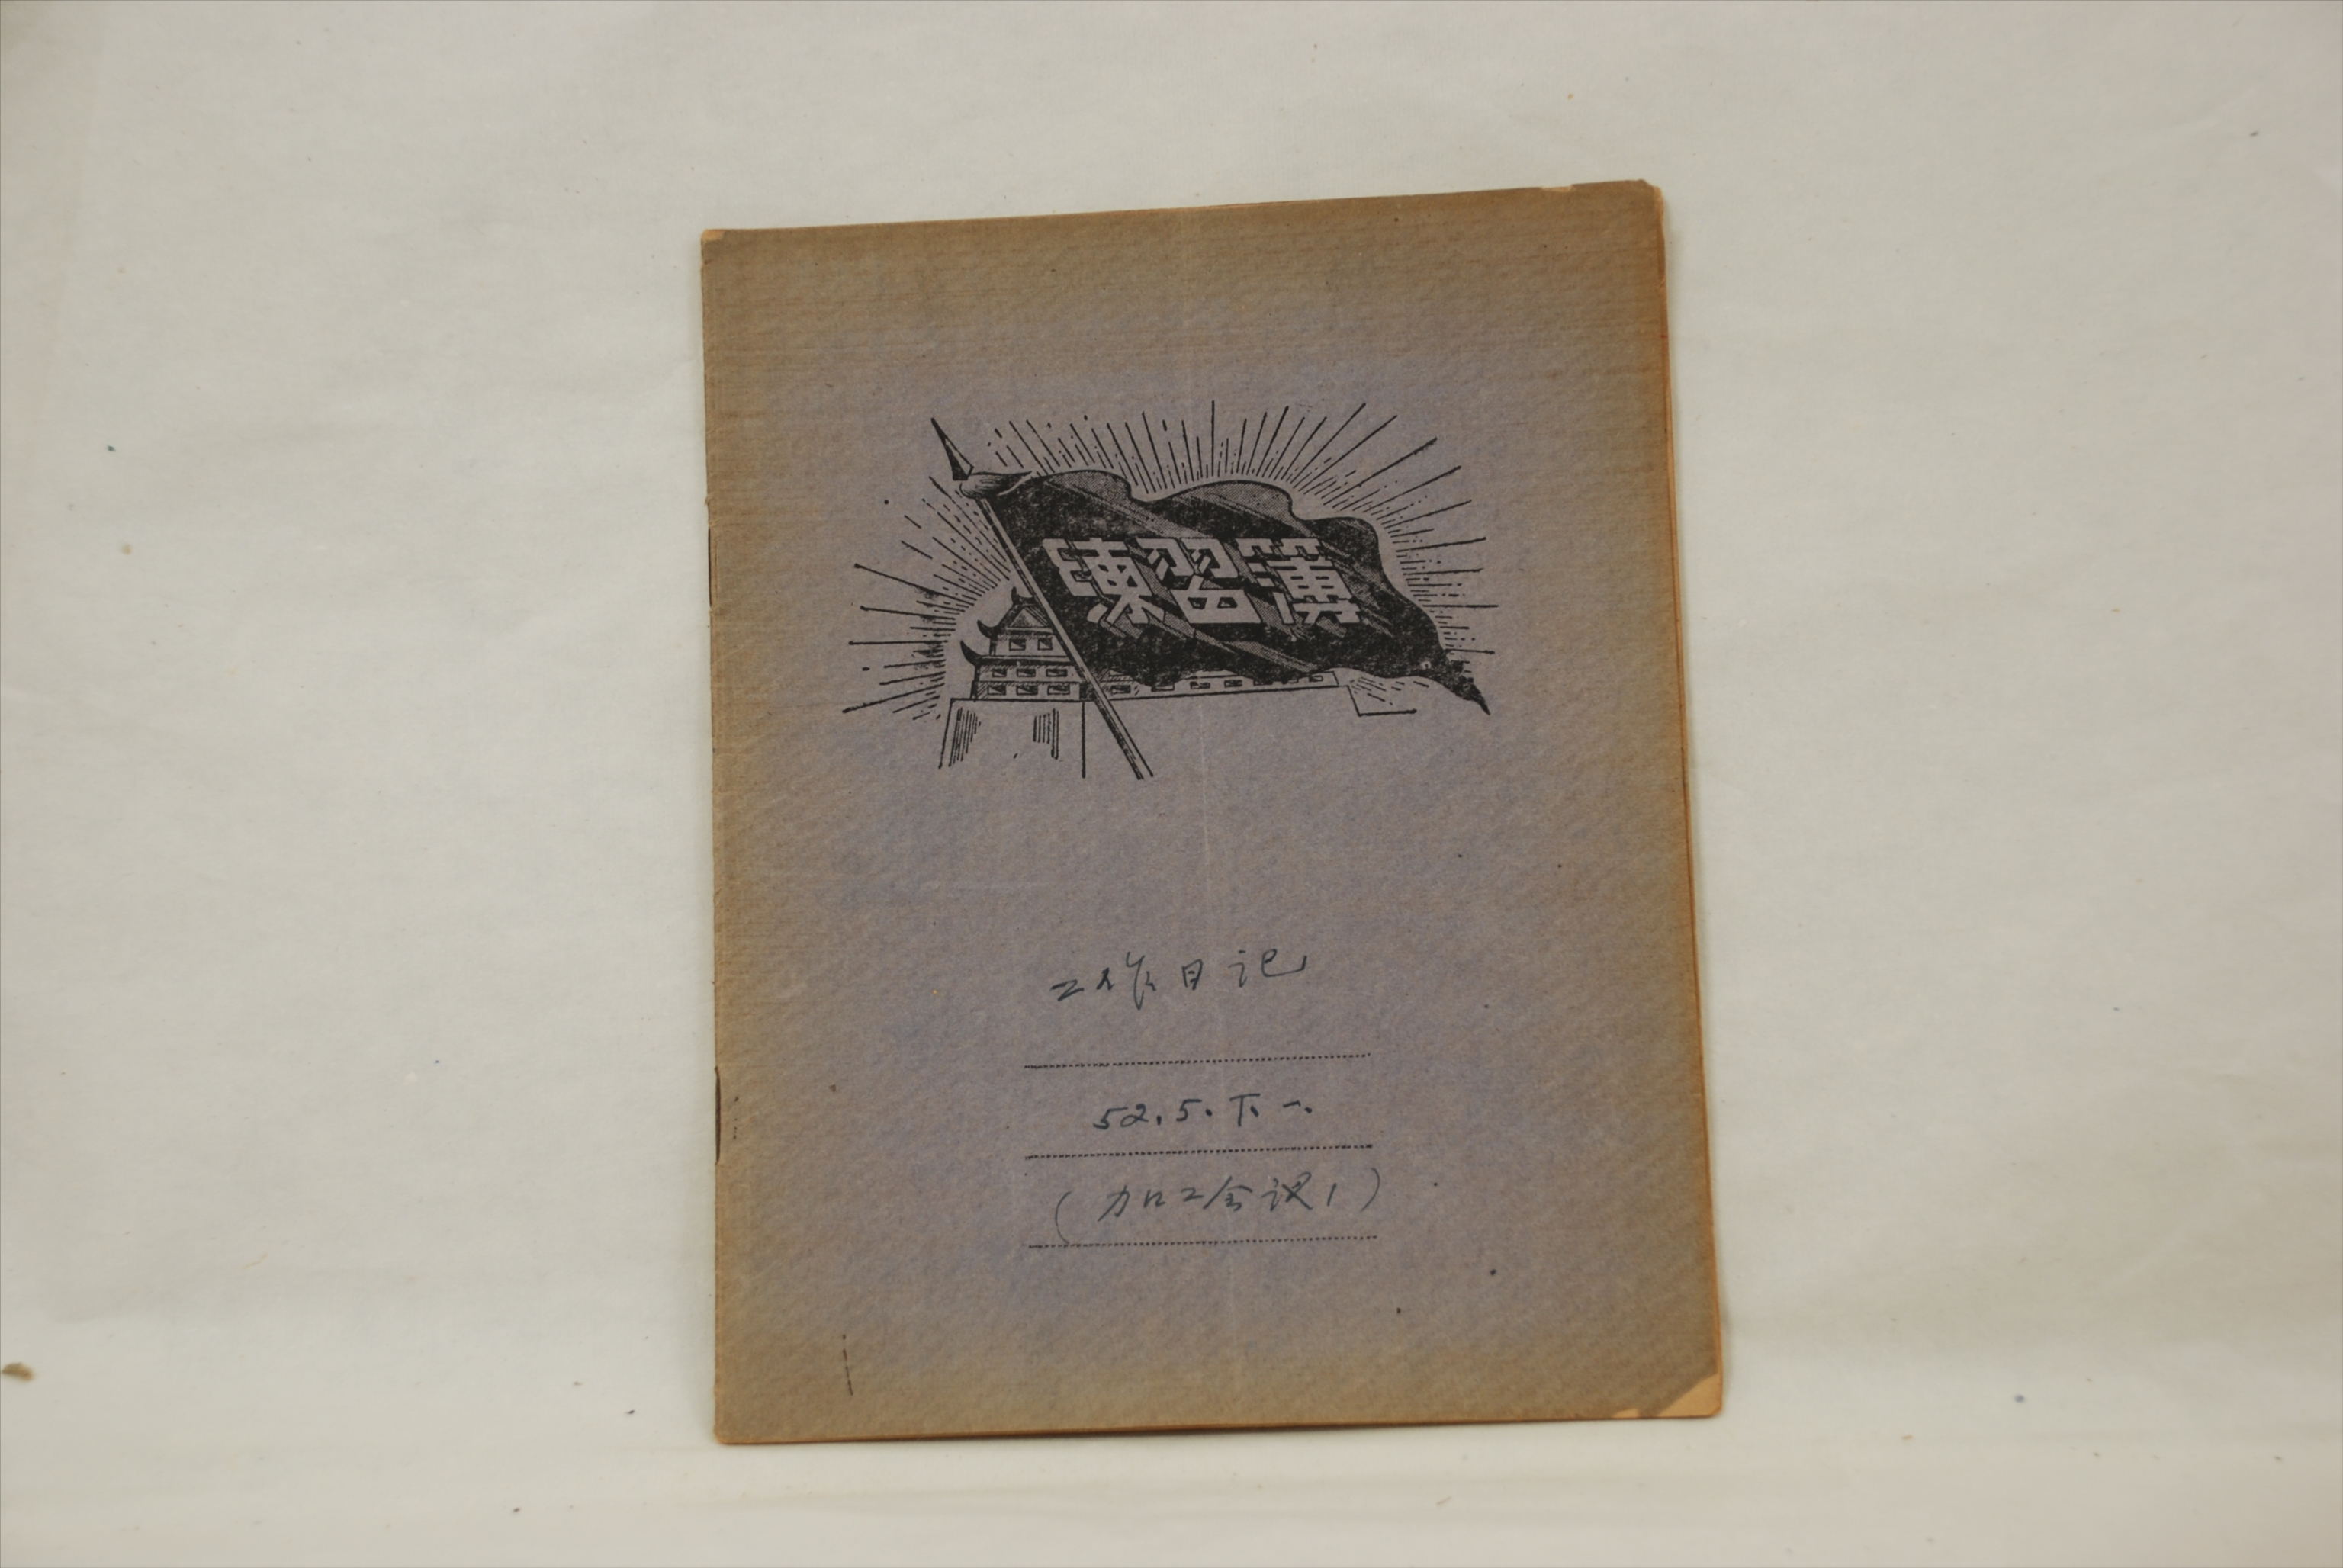 練習簿
工作日记
52.5.下一.
(加工会议1)